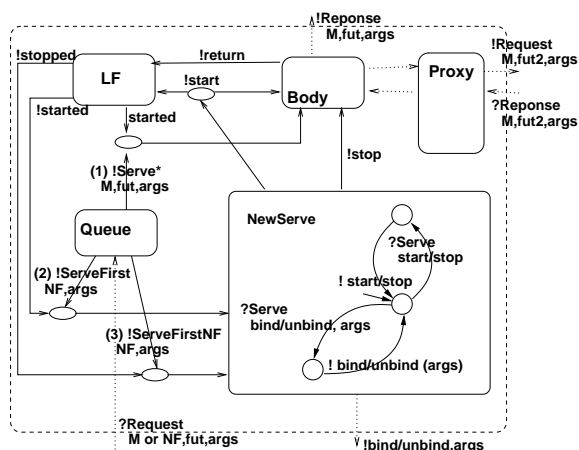 !Reponse
M,fut,args
!stopped
!return
!Request
M,fut2,args
LF
!start
Body
Proxy
?Reponse
M,fut2,args
!started
started
(1) !Serve*
M,fut,args
!stop
NewServe
Queue
?Serve
start/stop
(2) !ServeFirst
NF,args
! start/stop
?Serve
bind/unbind, args
(3) !ServeFirstNF
NF,args
! bind/unbind (args)
?Request
M or NF,fut,args
!bind/unbind,args